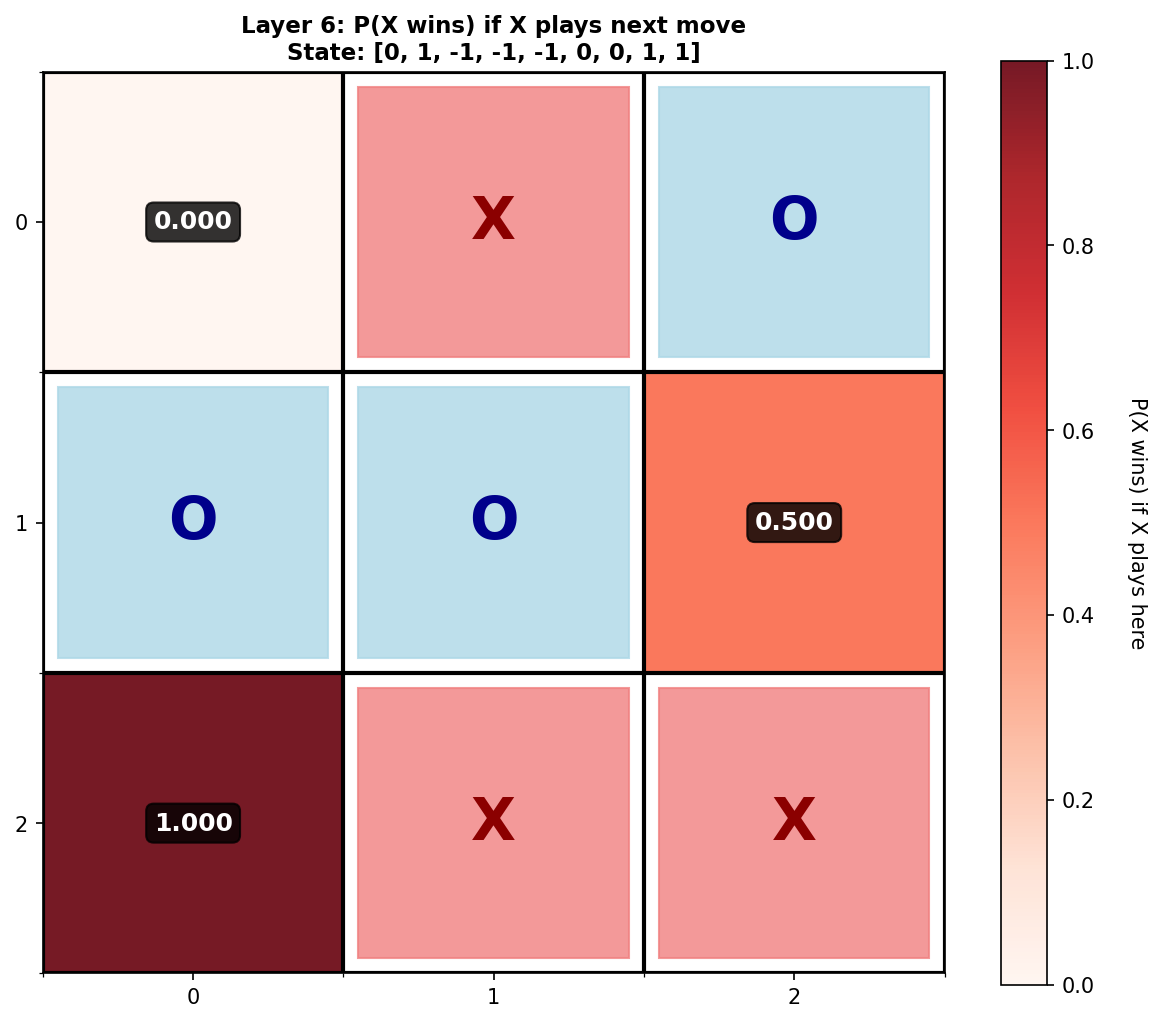 Layer 6: P(X wins) if X plays next move
State: [0, 1, -1, -1, -1, 0, 0, 1, 1]
0
0.000
X
O
1
O
O
0.500
2
1.000
X
X
0
1
2
1.0
0.8
0.6
0.4
0.2
0.0
P(X wins) if X plays here